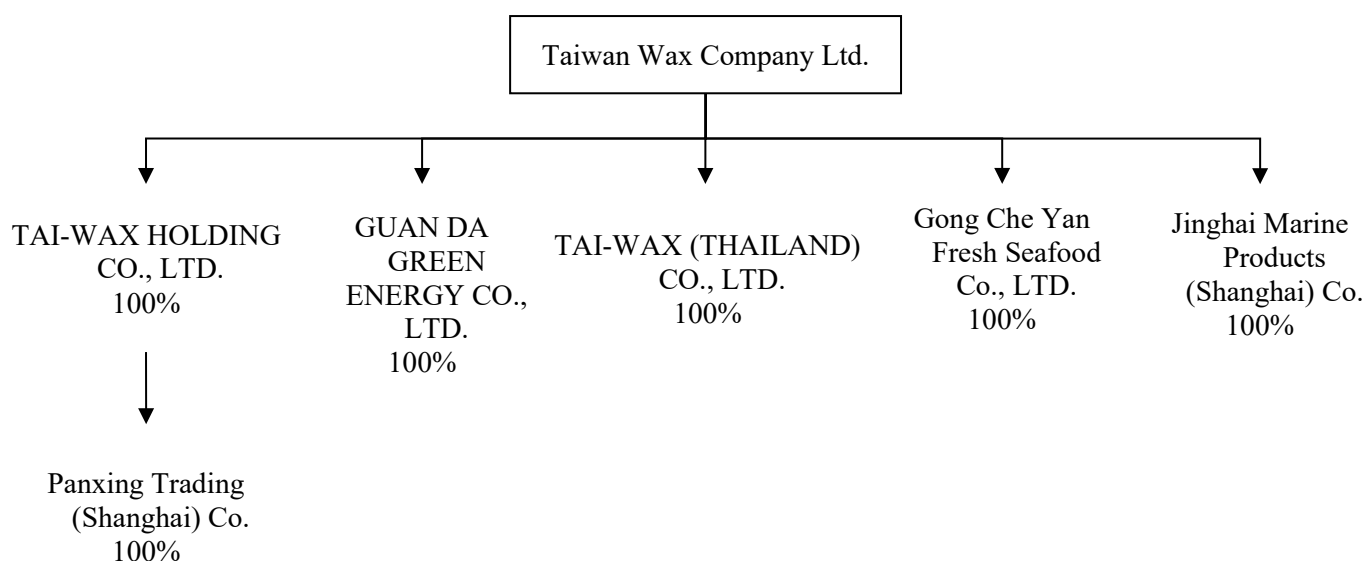 Taiwan Wax Company Ltd.
TAI-WAX HOLDING
CO., LTD.
100%
GUAN DA
GREEN
ENERGY CO.,
LTD.
100%
TAI-WAX (THAILAND)
CO., LTD.
100%
Gong Che Yan
Fresh Seafood
Co., LTD.
100%
Jinghai Marine
Products
(Shanghai) Co.
100%
Panxing Trading
(Shanghai) Co.
100%